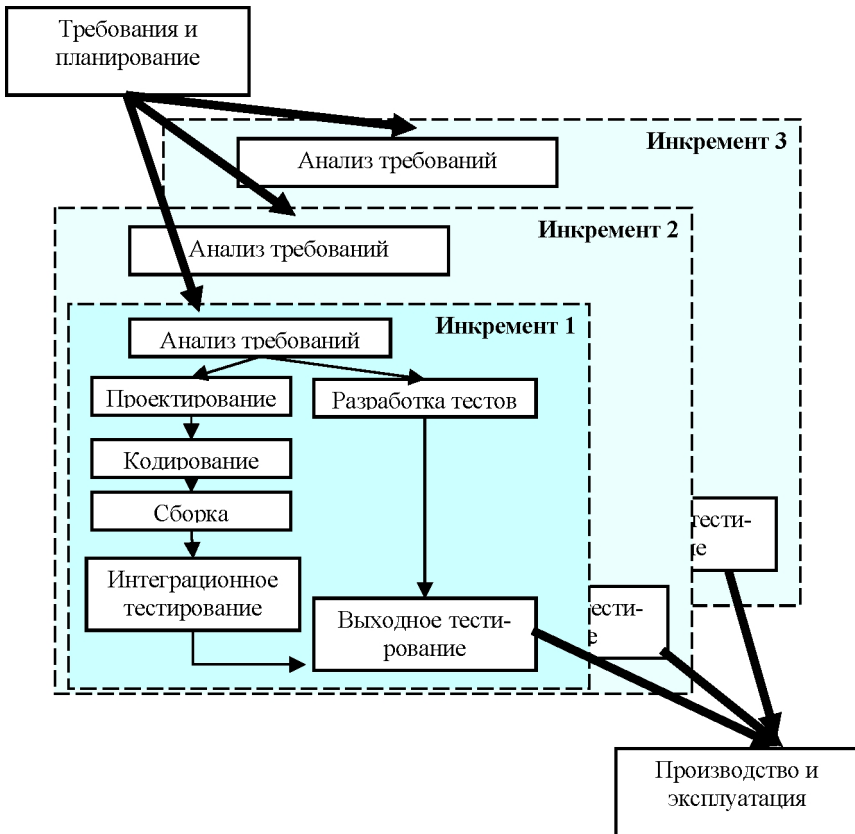 Требования и
планирование
Инкремент 3
Анализ требований
Инкремент 2
Анализ требований
Инкремент 1
Анализ требований
Проектирование
Разработка тестов
Кодирование
Сборка
Интеграционное
тестирование
Выходное тести-
рование
Производство и
эксплуатация